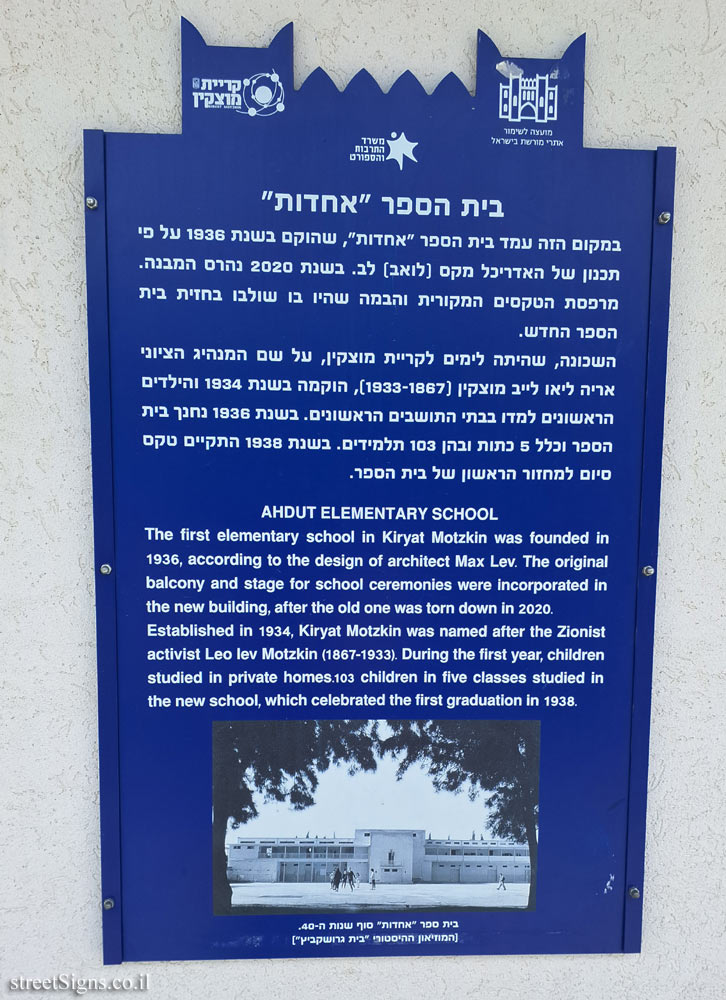 קריית
מוצקין
KIRYAT MOTZKIN
מועצה לשימור
אתרי מורשת בישראל
משרד
התרבות
והספורט
בית הספר "אחדות"
במקום הזה עמד בית הספר "אחדות", שהוקם בשנת 1936 על פי
תכנון של האדריכל מקס (לואב) לב. בשנת 2020 נהרס המבנה.
מרפסת הטקסים המקורית והבמה שהיו בו שולבו בחזית בית
הספר החדש.
השכונה, שהיתה לימים לקריית מוצקין, על שם המנהיג הציוני
אריה ליאו לייב מוצקין (1933-1867), הוקמה בשנת 1934 והילדים
הראשונים למדו בבתי התושבים הראשונים. בשנת 1936 נחנך בית
הספר וכלל 5 כתות ובהן 103 תלמידים. בשנת 1938 התקיים טקס
סיום למחזור הראשון של בית הספר.
AHDUT ELEMENTARY SCHOOL
The first elementary school in Kiryat Motzkin was founded in
1936, according to the design of architect Max Lev. The original
balcony and stage for school ceremonies were incorporated in
the new building, after the old one was torn down in 2020.
Established in 1934, Kiryat Motzkin was named after the Zionist
activist Leo lev Motzkin (1867-1933). During the first year, children
studied in private homes.103 children in five classes studied in
the new school, which celebrated the first graduation in 1938.
בית ספר "אחדות" סוף שנות ה-40.
(המוזיאון ההיסטורי "בית גרושקביץ")
streetSigns.co.il